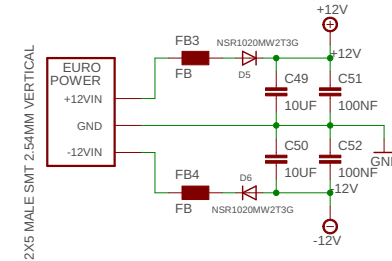 +12V
FB3
NSR1020MW2T3G
+12V
EURO
POWER
FB
D5
C49
C51
+12VIN
10UF
100NF
GND
-12VIN
C50
C52
GND
10UF
100NF
FB4
D6
-12V
FB
NSR1020MW2T3G
-12V
2X5 MALE SMT 2.54MM VERTICAL